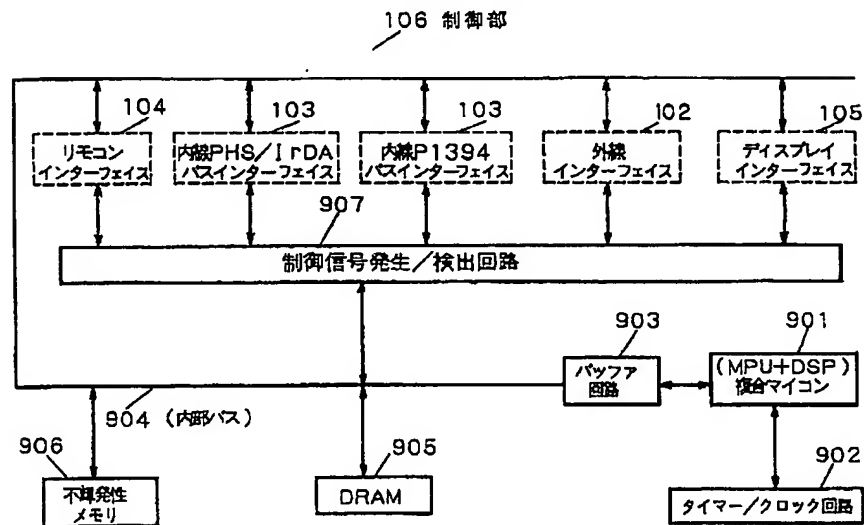 106 制御部
104
103
103
102
105
リモコン
インターフェイス
内線PHS/IrDA
バスインターフェイス
内線P1394
バスインターフェイス
外線
インターフェイス
ディスプレイ
インターフェイス
907
制御信号発生/検出回路
903
901
バッファ
回路
(MPU+DSP)
複合マイコン
904 (内部バス)
906
905
902
不揮発性
メモリ
DRAM
タイマー/クロック回路